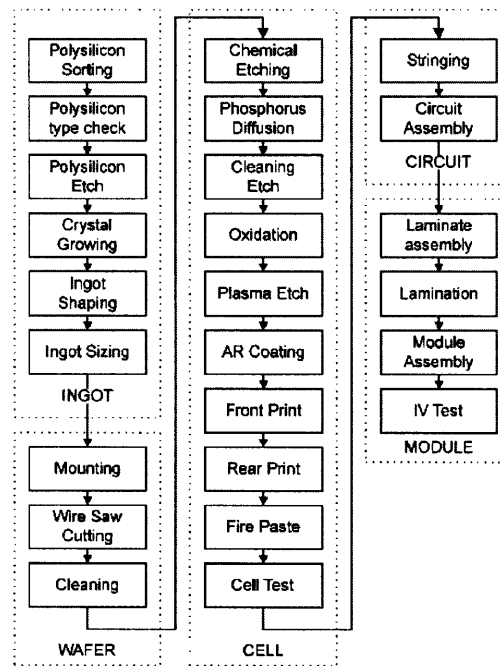 Polysilicon
Sorting
Polysilicon
type check
Polysilicon
Etch
Crystal
Growing
Ingot
Shaping
Ingot Sizing
INGOT
Mounting
Wire Saw
Cutting
Cleaning
WAFER
Chemical
Etching
Phosphorus
Diffusion
Cleaning
Etch
Oxidation
Plasma Etch
AR Coating
Front Print
Rear Print
Fire Paste
Cell Test
CELL
Stringing
Circuit
Assembly
CIRCUIT
Laminate
assembly
Lamination
Module
Assembly
IV Test
MODULE